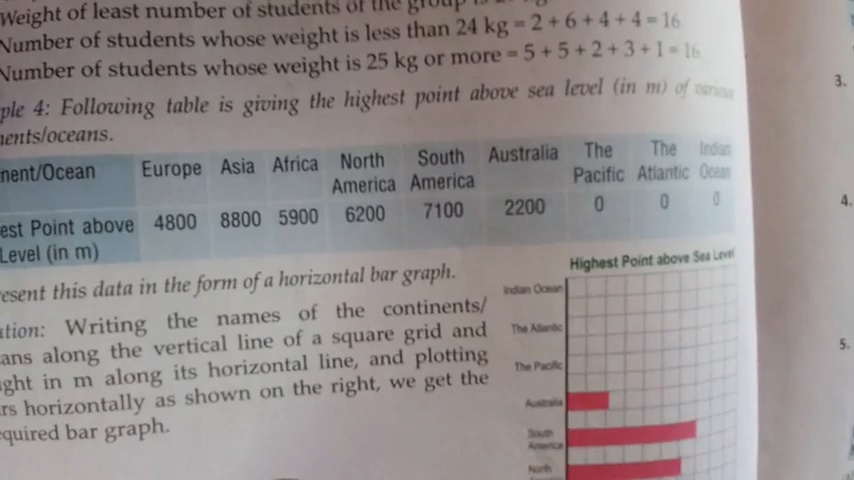 Weight of least number of students of the group
Number of students whose weight is less than 24 kg = 2 + 6 + 4 + 4 = 16.
Number of students whose weight is 25 kg or more = 5 + 5 + 2 + 3 + 1 = 16.
ple 4: Following table is giving the highest point above sea level (in m) of various
nents/oceans.
nent/Ocean Europe Asia Africa North America South America Australia The Pacific The Atlantic Indian Ocean
est Point above Level (in m) 4800 8800 5900 6200 7100 2200 0 0 0
esent this data in the form of a horizontal bar graph.
ation: Writing the names of the continents/
ans along the vertical line of a square grid and
ght in m along its horizontal line, and plotting
rs horizontally as shown on the right, we get the
quired bar graph.
Highest Point above Sea Level
Indian Ocean
The Atlantic
The Pacific
Australia
South
America
North
3.
4.
5.